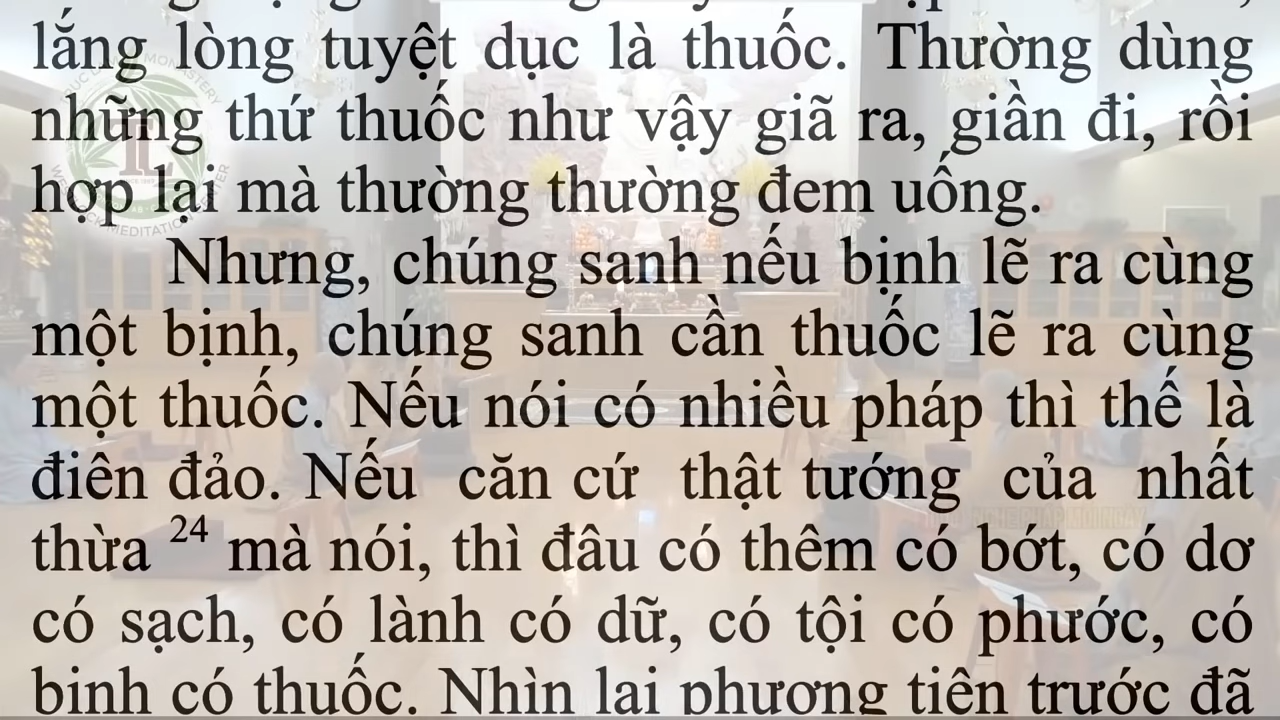 lắng lòng tuyệt dục là thuốc. Thường dùng
những thứ thuốc như vậy giã ra, giần đi, rồi
hợp lại mà thường thường đem uống.
Nhưng, chúng sanh nếu bịnh lẽ ra cùng
một bịnh, chúng sanh cần thuốc lẽ ra cùng
một thuốc. Nếu nói có nhiều pháp thì thế là
điên đảo. Nếu căn cứ thật tướng của nhất
thừa 24 mà nói, thì đâu có thêm có bớt, có dơ
có sạch, có lành có dữ, có tội có phước, có
bịnh có thuốc. Nhìn lại phương tiện trước đã